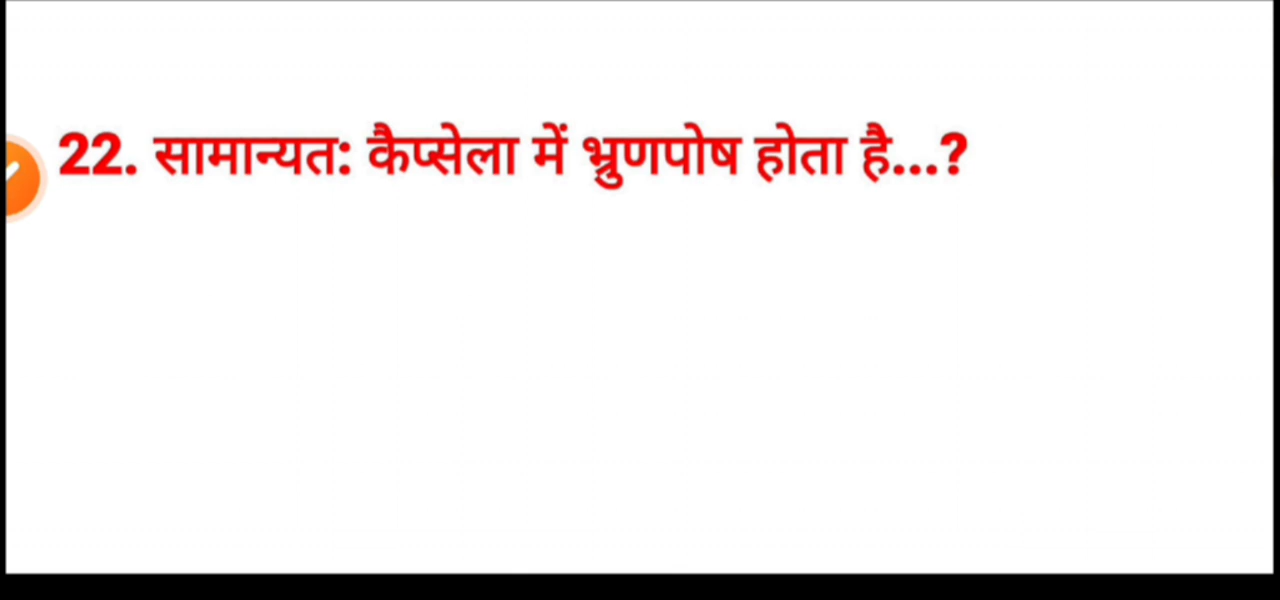 22. सामान्यत: कैप्सेला में भ्रुणपोष होता है...?